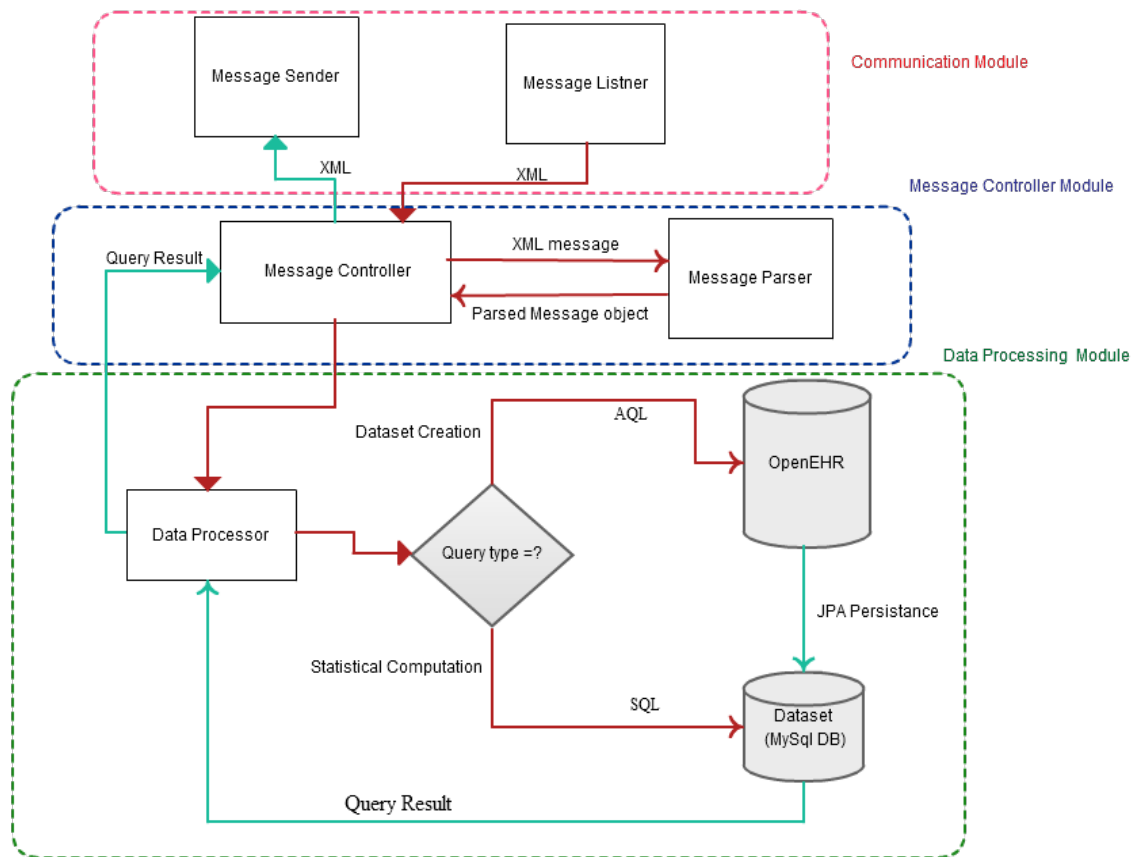 Message Sender
Message Listner
Communication Module
XML
XML
Message Controller Module
Query Result
Message Controller
XML message
Message Parser
Parsed Message object
Data Processing Module
Dataset Creation
AQL
OpenEHR
Data Processor
Query type =?
JPA Persistance
Statistical Computation
SQL
Dataset
(MySql DB)
Query Result